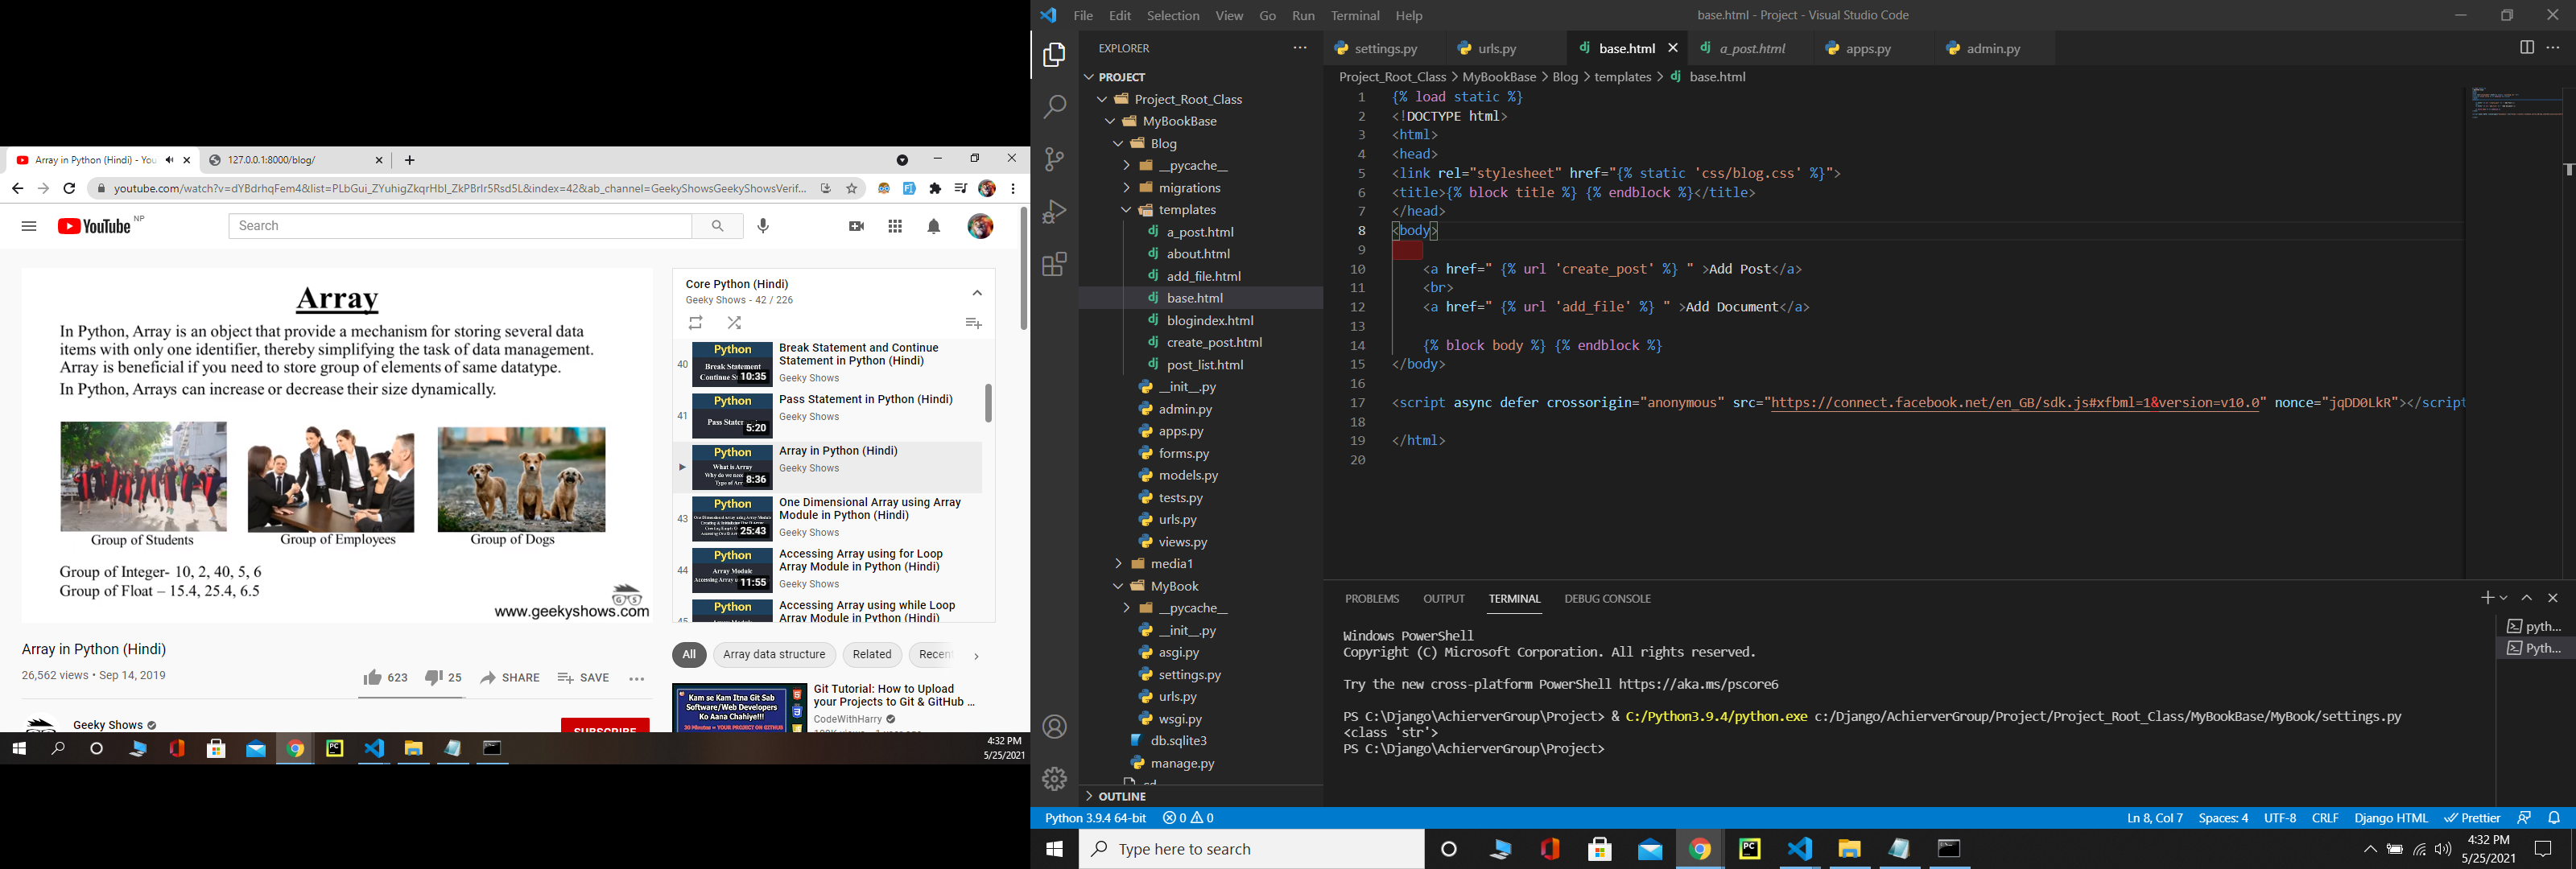 Array in Python (Hindi) - You
127.0.0.1:8000/blog/
youtube.com/watch?v=dYBdrhqFem4&list=PLbGui_ZYuhigZkqrHbl_ZkPBrIr5Rsd5L&index=42&ab_channel=GeekyShowsGeekyShowsVerif...
YouTube NP
Search
Array
In Python, Array is an object that provide a mechanism for storing several data
items with only one identifier, thereby simplifying the task of data management.
Array is beneficial if you need to store group of elements of same datatype.
In Python, Arrays can increase or decrease their size dynamically.
Group of Students
Group of Employees
Group of Dogs
Group of Integer- 10, 2, 40, 5, 6
Group of Float – 15.4, 25.4, 6.5
G S
www.geekyshows.com
Array in Python (Hindi)
26,562 views • Sep 14, 2019
623
25
SHARE
SAVE
Geeky Shows
SUBSCRIBE
Core Python (Hindi)
Geeky Shows - 42 / 226
40
Python
Break Statement
10:35
Break Statement and Continue
Statement in Python (Hindi)
Geeky Shows
41
Python
5:20
Pass Statement in Python (Hindi)
Geeky Shows
Python
What is Array
8:36
Array in Python (Hindi)
Geeky Shows
43
Python
25:43
One Dimensional Array using Array
Module in Python (Hindi)
Geeky Shows
44
Python
Array Module
11:55
Accessing Array using for Loop
Array Module in Python (Hindi)
Geeky Shows
45
Python
Accessing Array using while Loop
Array Module in Python (Hindi)
All
Array data structure
Related
Recen
Kam se Kam Itna Git Sab
Software/Web Developers
Ko Aana Chahiye!!!
Git Tutorial: How to Upload
your Projects to Git & GitHub ...
CodeWithHarry
4:32 PM
5/25/2021
File Edit Selection View Go Run Terminal Help
base.html - Project - Visual Studio Code
EXPLORER
PROJECT
Project_Root_Class
MyBookBase
Blog
__pycache__
migrations
templates
a_post.html
about.html
add_file.html
base.html
blogindex.html
create_post.html
post_list.html
__init__.py
admin.py
apps.py
forms.py
models.py
tests.py
urls.py
views.py
media1
MyBook
__pycache__
__init__.py
asgi.py
settings.py
urls.py
wsgi.py
db.sqlite3
manage.py
OUTLINE
settings.py
urls.py
base.html
a_post.html
apps.py
admin.py
Project_Root_Class > MyBookBase > Blog > templates > dj base.html
1 {% load static %}
2 <!DOCTYPE html>
3 <html>
4 <head>
5 <link rel="stylesheet" href="{% static 'css/blog.css' %}">
6 <title>{% block title %} {% endblock %}</title>
7 </head>
8 <body>
9
10 <a href=" {% url 'create_post' %} " >Add Post</a>
11 <br>
12 <a href=" {% url 'add_file' %} " >Add Document</a>
13
14 {% block body %} {% endblock %}
15 </body>
16
17 <script async defer crossorigin="anonymous" src="https://connect.facebook.net/en_GB/sdk.js#xfbml=1&version=v10.0" nonce="jqDD0LkR"></script
18
19 </html>
20
PROBLEMS OUTPUT TERMINAL DEBUG CONSOLE
pyth...
Pyth...
Windows PowerShell
Copyright (C) Microsoft Corporation. All rights reserved.
Try the new cross-platform PowerShell https://aka.ms/pscore6
PS C:\Django\AchierverGroup\Project> & C:/Python3.9.4/python.exe c:/Django/AchierverGroup/Project/Project_Root_Class/MyBookBase/MyBook/settings.py
<class 'str'>
PS C:\Django\AchierverGroup\Project>
Python 3.9.4 64-bit 0 0
Ln 8, Col 7 Spaces: 4 UTF-8 CRLF Django HTML Prettier
Type here to search
4:32 PM
5/25/2021